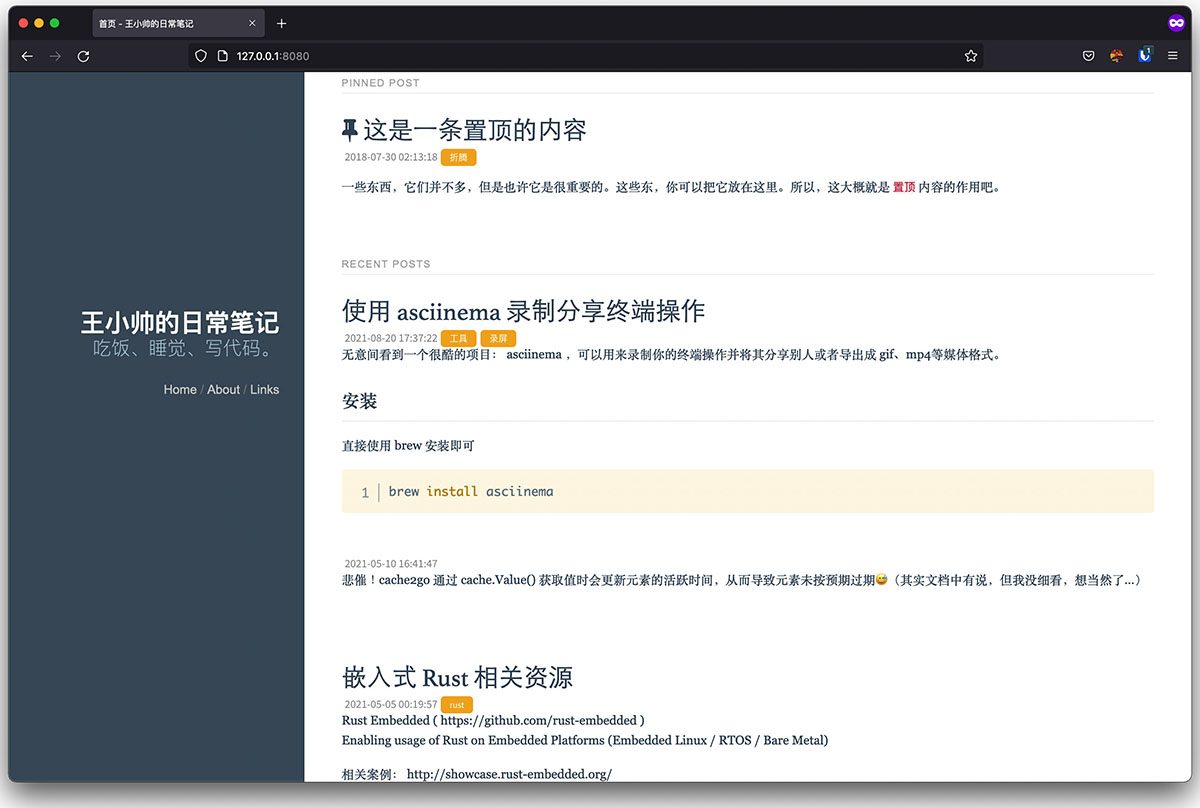 首页 - 王小帅的日常笔记
127.0.0.1:8080
1
王小帅的日常笔记
吃饭、睡觉、写代码。
Home / About / Links
PINNED POST
这是一条置顶的内容
2018-07-30 02:13:18 折腾
一些东西，它们并不多，但是也许它是很重要的。这些东，你可以把它放在这里。所以，这大概就是 置顶 内容的作用吧。
RECENT POSTS
使用 asciinema 录制分享终端操作
2021-08-20 17:37:22 工具 录屏
无意间看到一个很酷的项目： asciinema ，可以用来录制你的终端操作并将其分享别人或者导出成 gif、mp4等媒体格式。
安装
直接使用 brew 安装即可
1 brew install asciinema
2021-05-10 16:41:47
悲催！cache2go 通过 cache.Value() 获取值时会更新元素的活跃时间，从而导致元素未按预期过期😅（其实文档中有说，但我没细看，想当然了...）
嵌入式 Rust 相关资源
2021-05-05 00:19:57 rust
Rust Embedded ( https://github.com/rust-embedded )
Enabling usage of Rust on Embedded Platforms (Embedded Linux / RTOS / Bare Metal)
相关案例： http://showcase.rust-embedded.org/